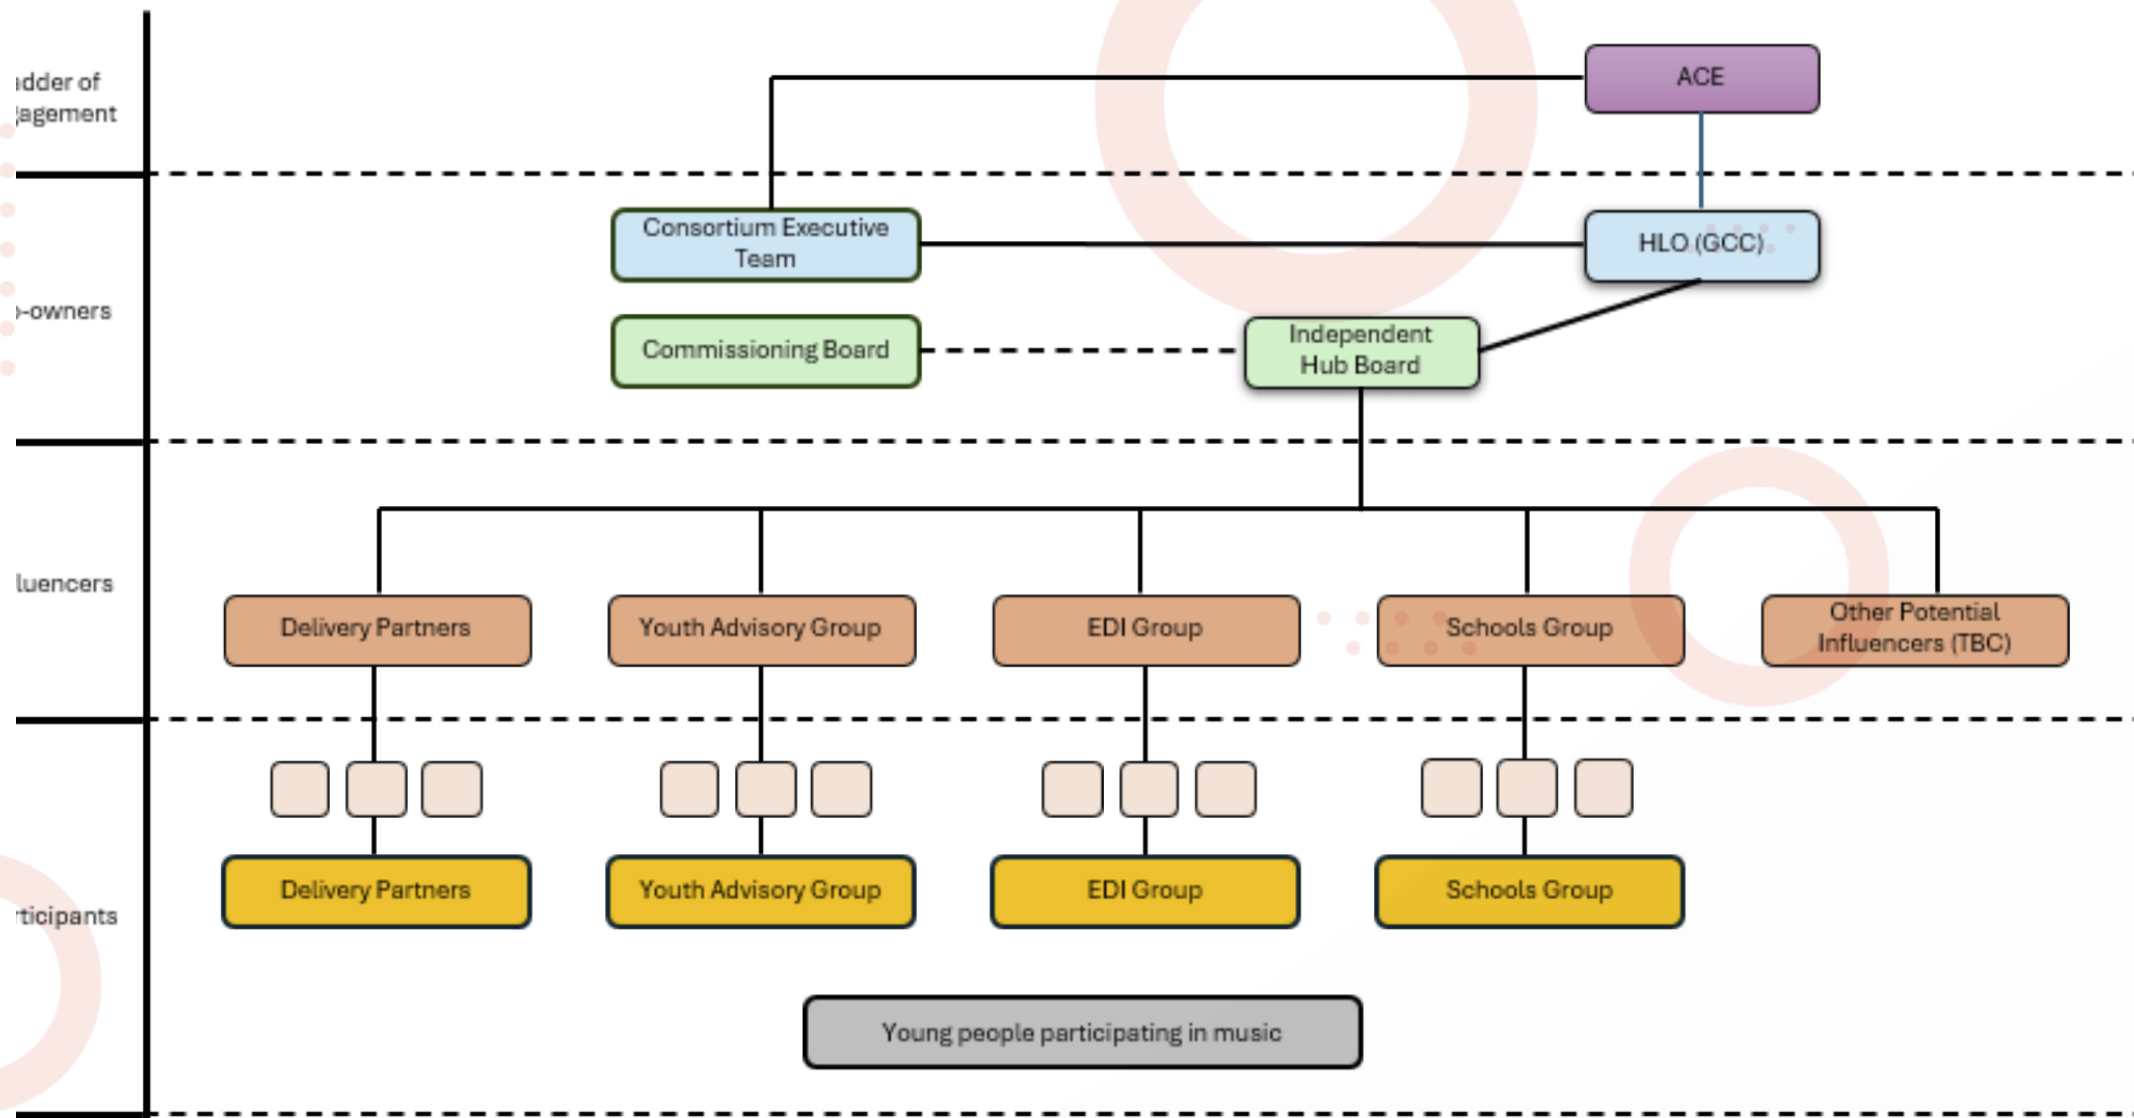 adder of
gagement
ACE
Consortium Executive
Team
HLO (GCC)
o-owners
Commissioning Board
Independent
Hub Board
luencers
Delivery Partners
Youth Advisory Group
EDI Group
Schools Group
Other Potential
Influencers (TBC)
rticipants
Delivery Partners
Youth Advisory Group
EDI Group
Schools Group
Young people participating in music